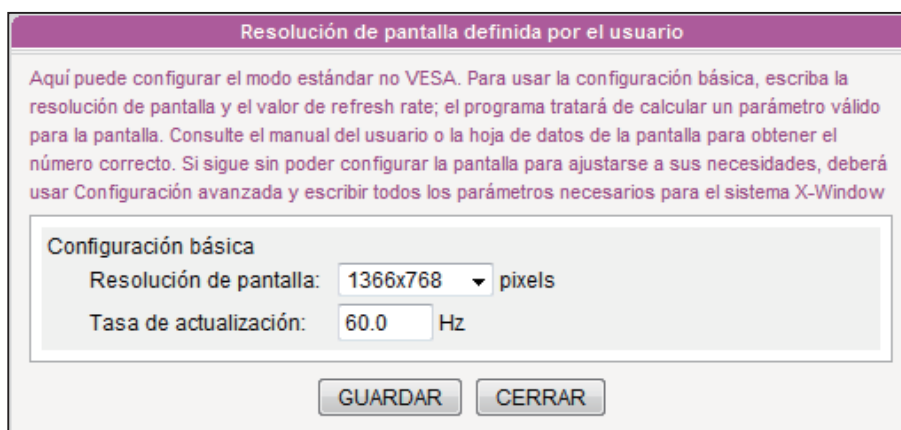 Resolución de pantalla definida por el usuario
Aquí puede configurar el modo estándar no VESA. Para usar la configuración básica, escriba la
resolución de pantalla y el valor de refresh rate; el programa tratará de calcular un parámetro válido
para la pantalla. Consulte el manual del usuario o la hoja de datos de la pantalla para obtener el
número correcto. Si sigue sin poder configurar la pantalla para ajustarse a sus necesidades, deberá
usar Configuración avanzada y escribir todos los parámetros necesarios para el sistema X-Window
Configuración básica
Resolución de pantalla: 1366x768 pixels
Tasa de actualización: 60.0 Hz
GUARDAR CERRAR